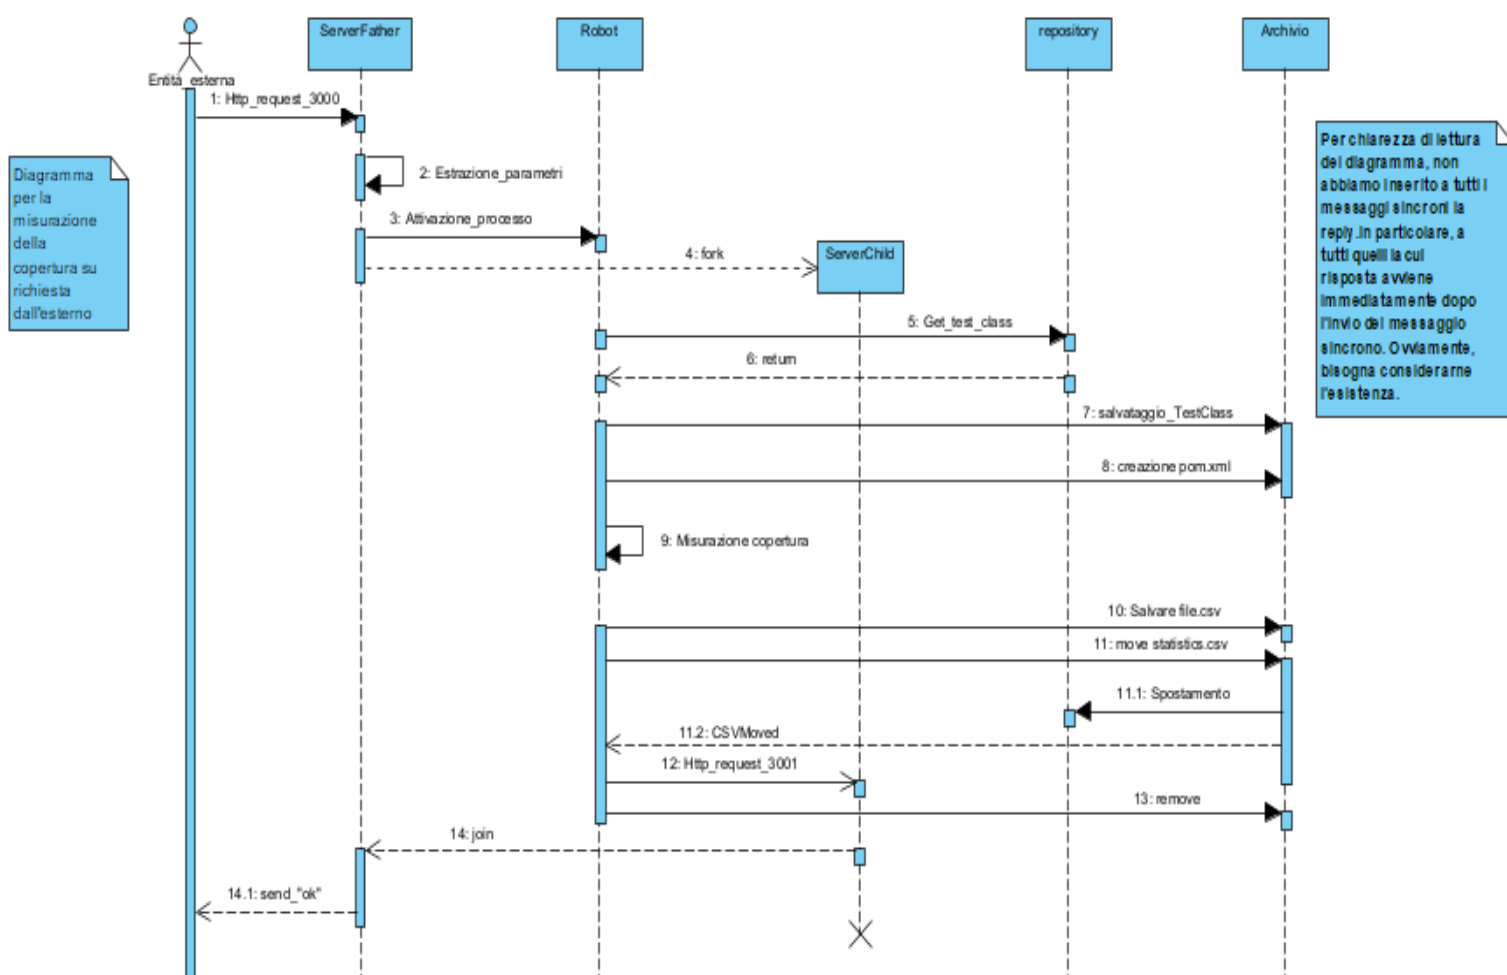 ServerFather
Robot
repository
Archivio
Entità_esterna
1: Http_request_3000
Diagramma
per la
misurazione
della
copertura su
richiesta
dall'esterno
2: Estrazione_parametri
3: Attivazione_processo
4: fork
ServerChild
Per chiarezza di lettura
del diagramma, non
abbiamo inserito a tutti i
messaggi sincroni la
reply.In particolare, a
tutti quelli la cui
risposta avviene
immediatamente dopo
l'invio del messaggio
sincrono. Ovviamente,
bisogna considerarne
l'esistenza.
5: Get_test_class
6: return
7: salvataggio_TestClass
8: creazione pom.xml
9: Misurazione copertura
10: Salvare file.csv
11: move statistics.csv
11.1: Spostamento
11.2: CSVMoved
12: Http_request_3001
13: remove
14: join
14.1: send_"ok"